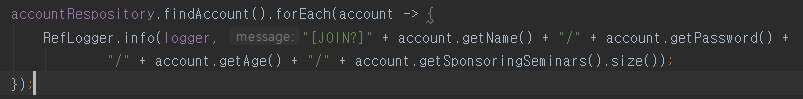 accountRespository.findAccount().forEach(account -> {
RefLogger.info(logger, message: "[JOIN?]" + account.getName() + "/" + account.getPassword() +
"/" + account.getAge() + "/" + account.getSponsoringSeminars().size());
});